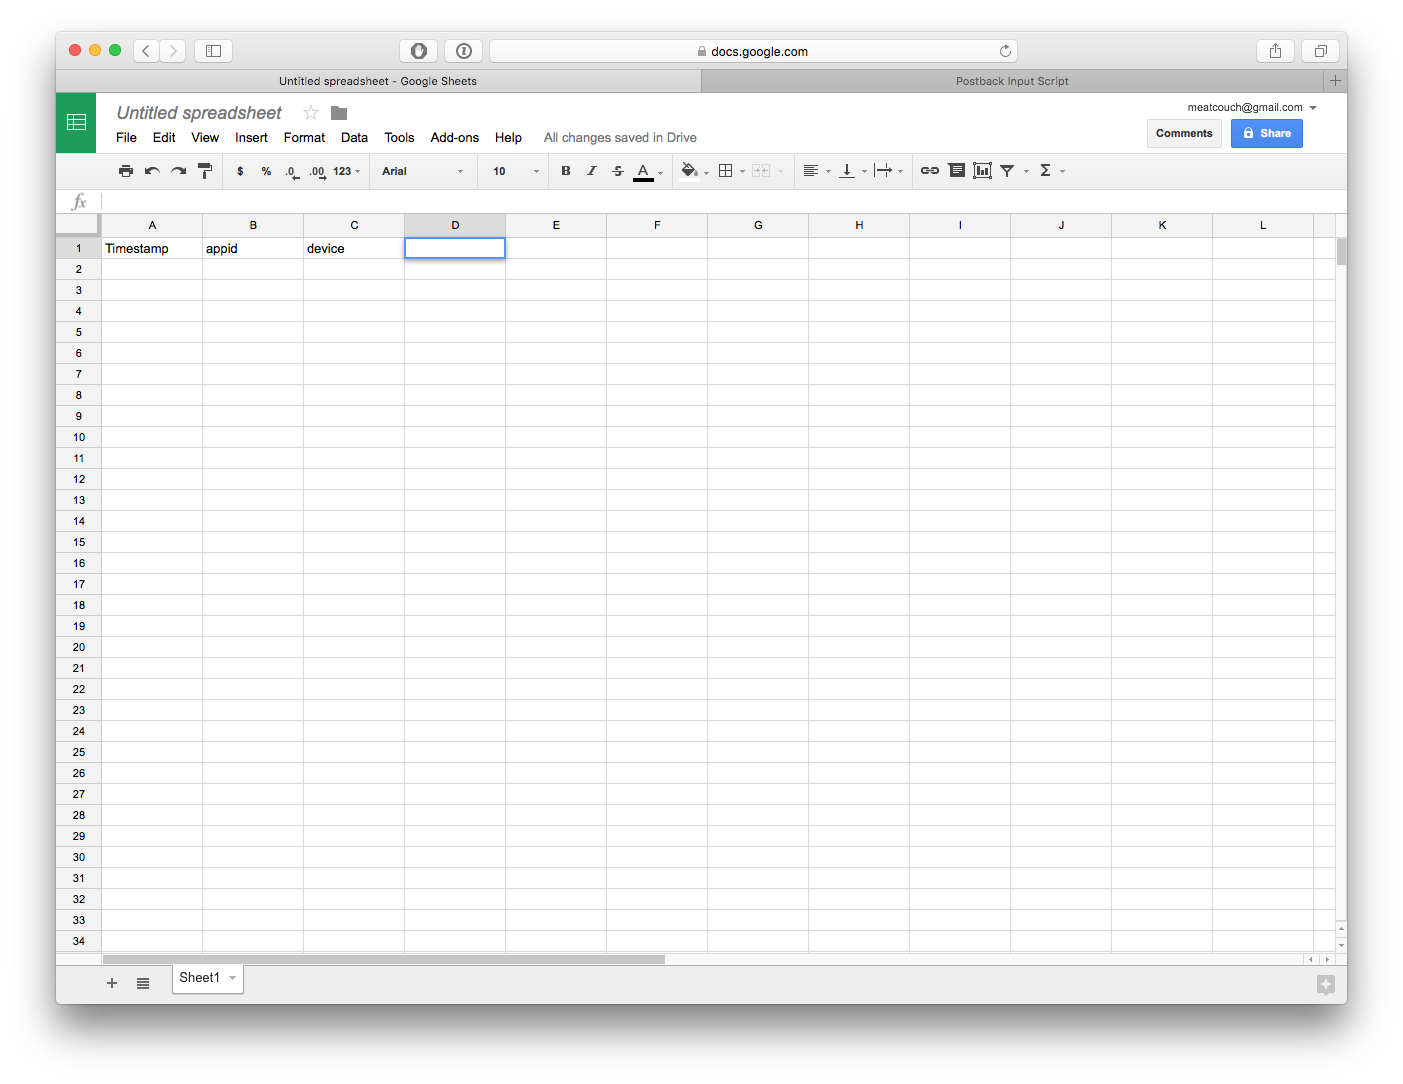 docs.google.com
Untitled spreadsheet - Google Sheets
Postback Input Script
Untitled spreadsheet
meatcouch@gmail.com
File Edit View Insert Format Data Tools Add-ons Help All changes saved in Drive
Comments
Share
$ % .0 .00 123 Arial 10 B I S A Σ
fx
A B C D E F G H I J K L
1 Timestamp appid device
2
3
4
5
6
7
8
9
10
11
12
13
14
15
16
17
18
19
20
21
22
23
24
25
26
27
28
29
30
31
32
33
34
Sheet1